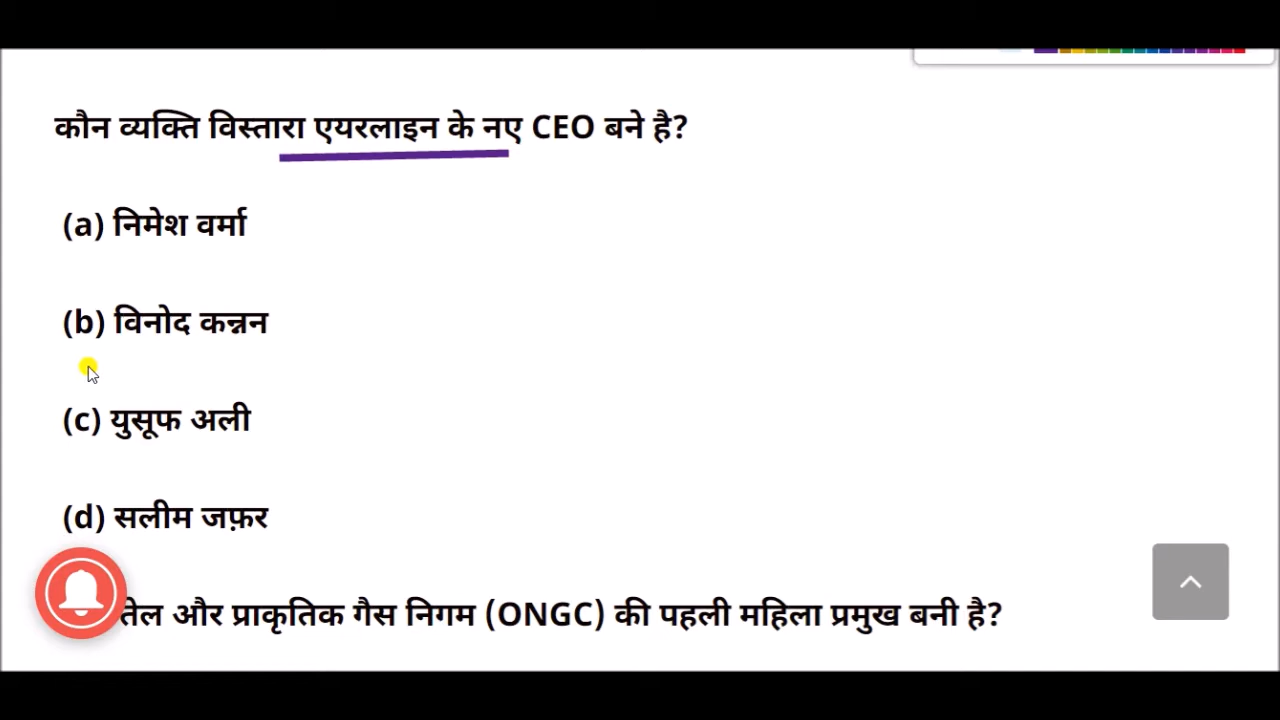 कौन व्यक्ति विस्तारा एयरलाइन के नए CEO बने है?
(a) निमेश वर्मा
(b) विनोद कन्नन
(c) युसूफ अली
(d) सलीम जफ़र
तेल और प्राकृतिक गैस निगम (ONGC) की पहली महिला प्रमुख बनी है?